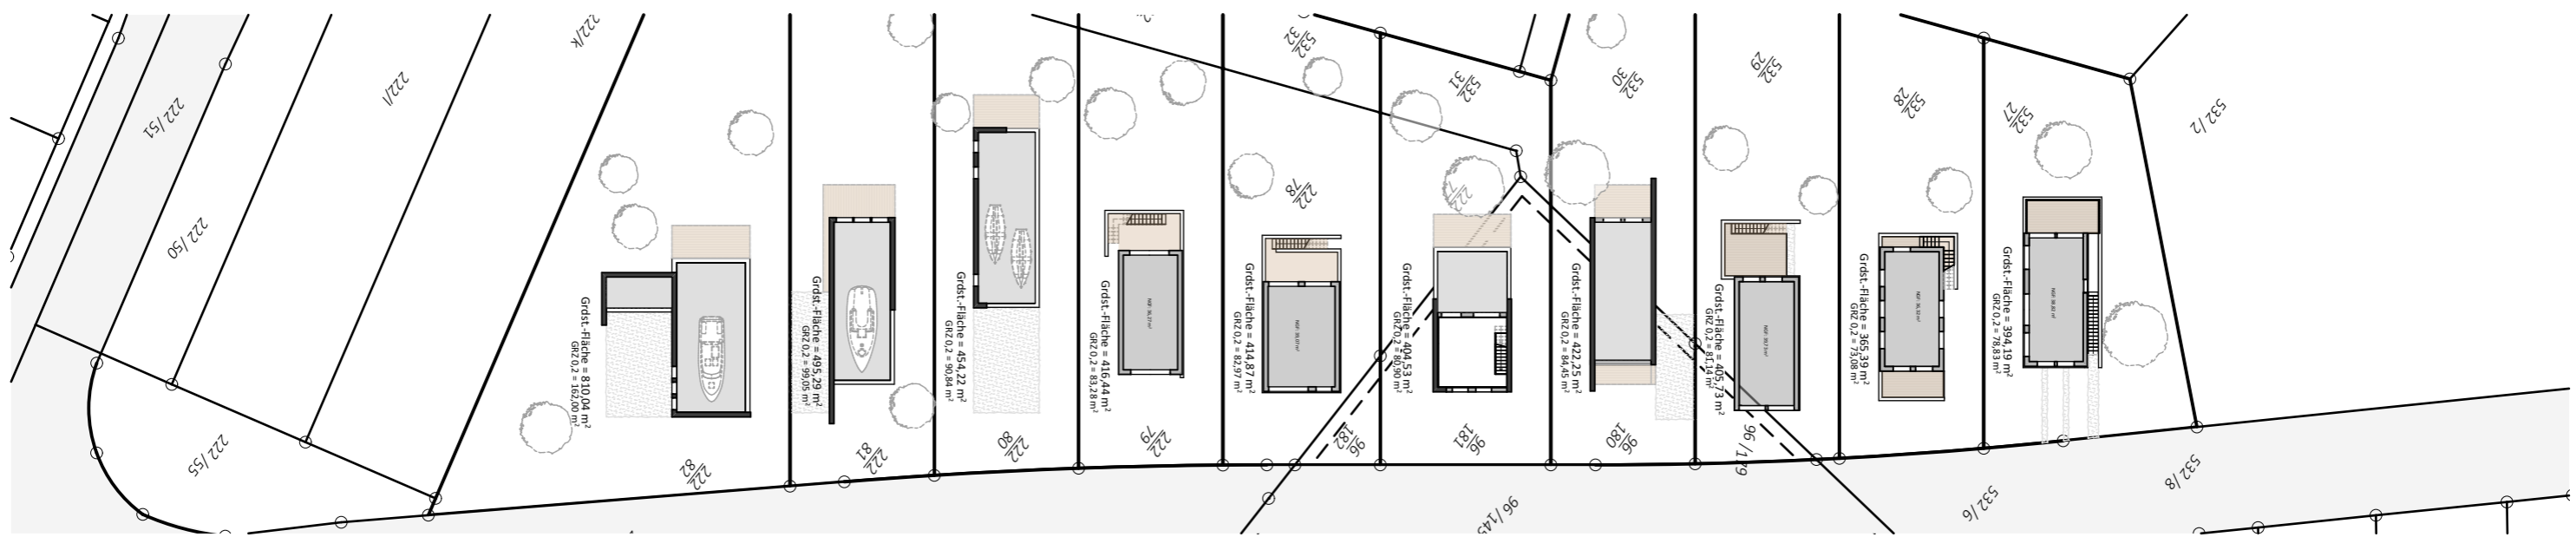 222/51
222/50
222/I
222/k
222/55
222
82
Grdst.-Fläche = 810,04 m²
GRZ 0,2 = 162,00 m²
222
81
Grdst.-Fläche = 495,29 m²
GRZ 0,2 = 99,05 m²
222
80
Grdst.-Fläche = 454,22 m²
GRZ 0,2 = 90,84 m²
222
79
Grdst.-Fläche = 416,44 m²
GRZ 0,2 = 83,28 m²
222
78
Grdst.-Fläche = 414,87 m²
GRZ 0,2 = 82,97 m²
532
32
96
182
Grdst.-Fläche = 404,53 m²
GRZ 0,2 = 80,90 m²
532
31
96
181
Grdst.-Fläche = 422,25 m²
GRZ 0,2 = 84,45 m²
532
30
96
180
Grdst.-Fläche = 405,73 m²
GRZ 0,2 = 81,14 m²
532
29
96/179
Grdst.-Fläche = 365,39 m²
GRZ 0,2 = 73,08 m²
532
28
Grdst.-Fläche = 394,19 m²
GRZ 0,2 = 78,83 m²
532
27
532/2
96/145
532/6
532/8